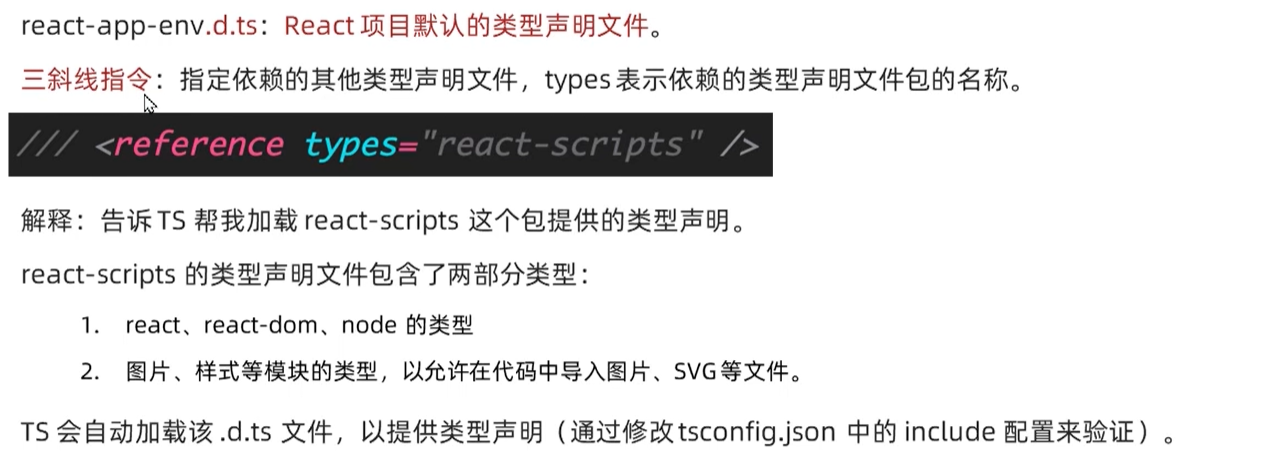 react-app-env.d.ts：React 项目默认的类型声明文件。
三斜线指令：指定依赖的其他类型声明文件，types 表示依赖的类型声明文件包的名称。
/// <reference types="react-scripts" />
解释：告诉 TS 帮我加载 react-scripts 这个包提供的类型声明。
react-scripts 的类型声明文件包含了两部分类型：
1. react、react-dom、node 的类型
2. 图片、样式等模块的类型，以允许在代码中导入图片、SVG 等文件。
TS 会自动加载该 .d.ts 文件，以提供类型声明（通过修改 tsconfig.json 中的 include 配置来验证）。